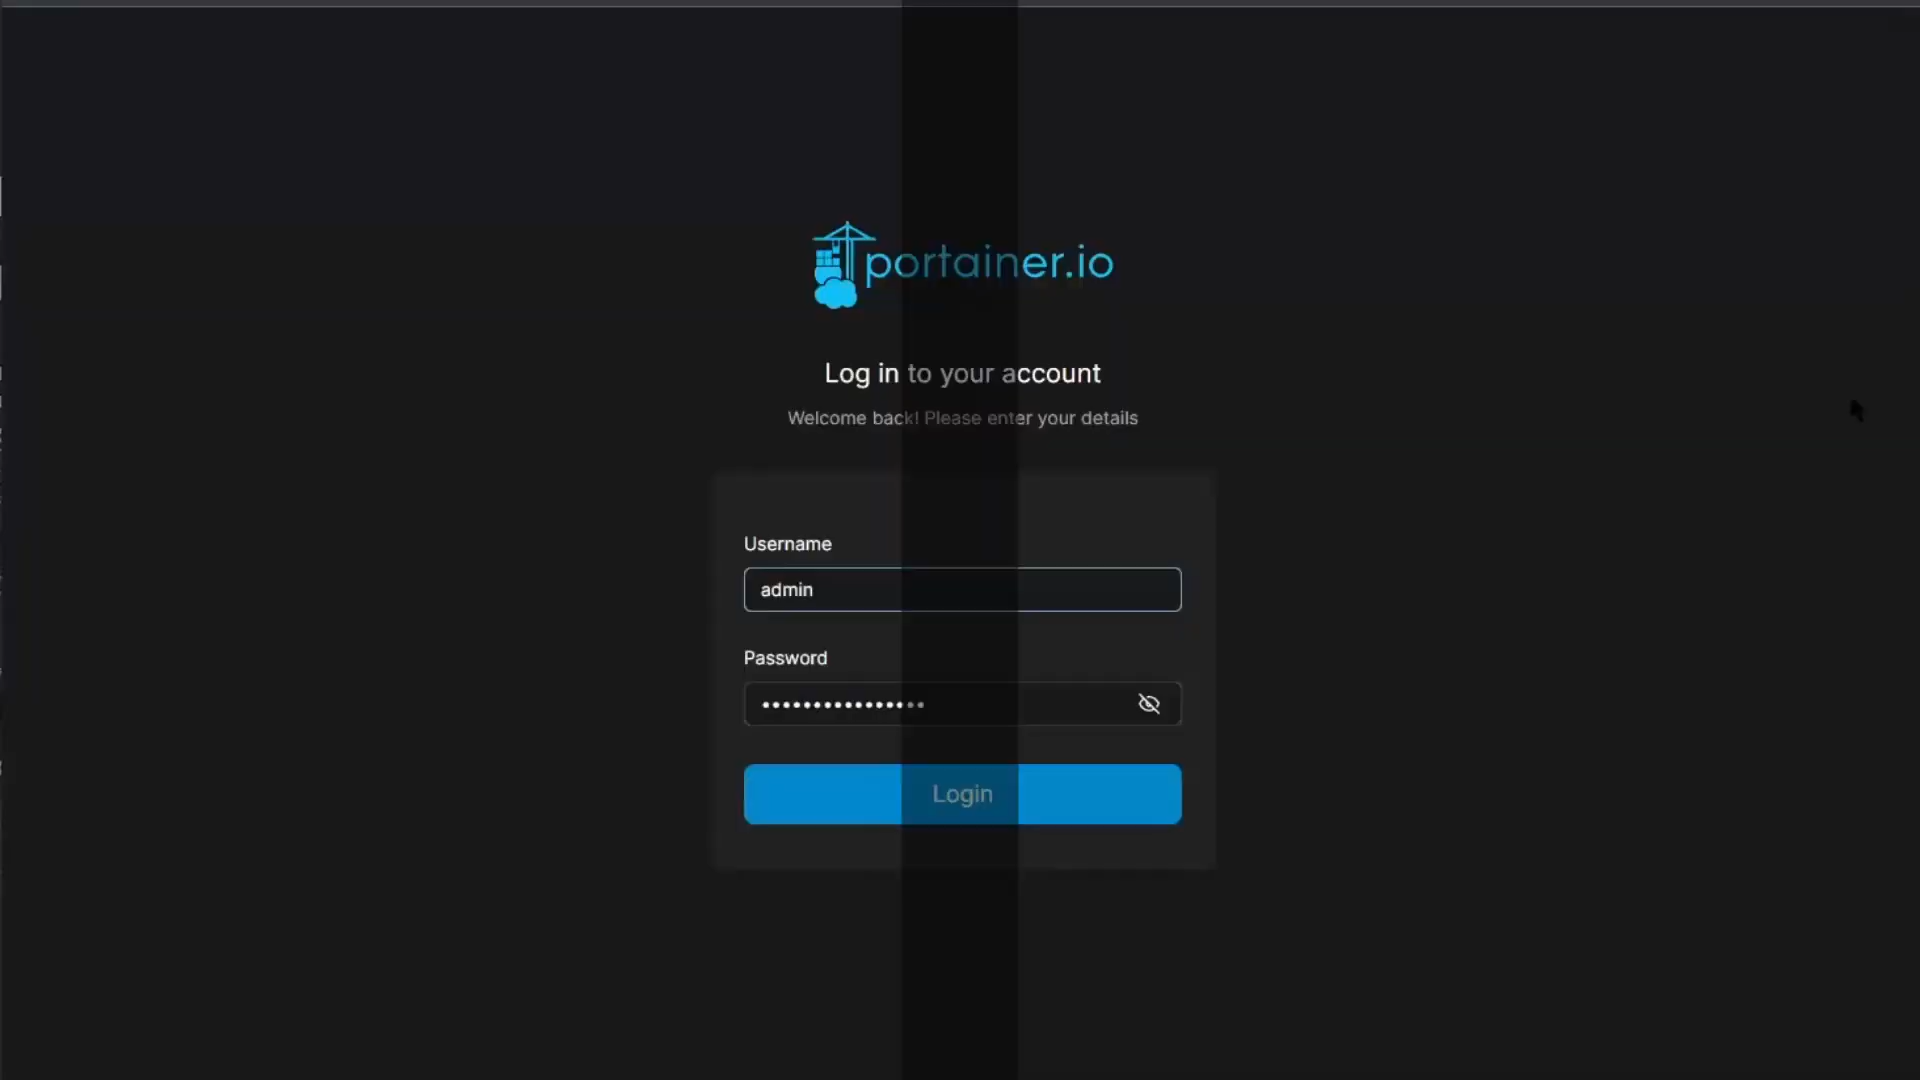 portainer.io
Log in to your account
Welcome back! Please enter your details
Username
admin
Password
••••••••••••••••
Login